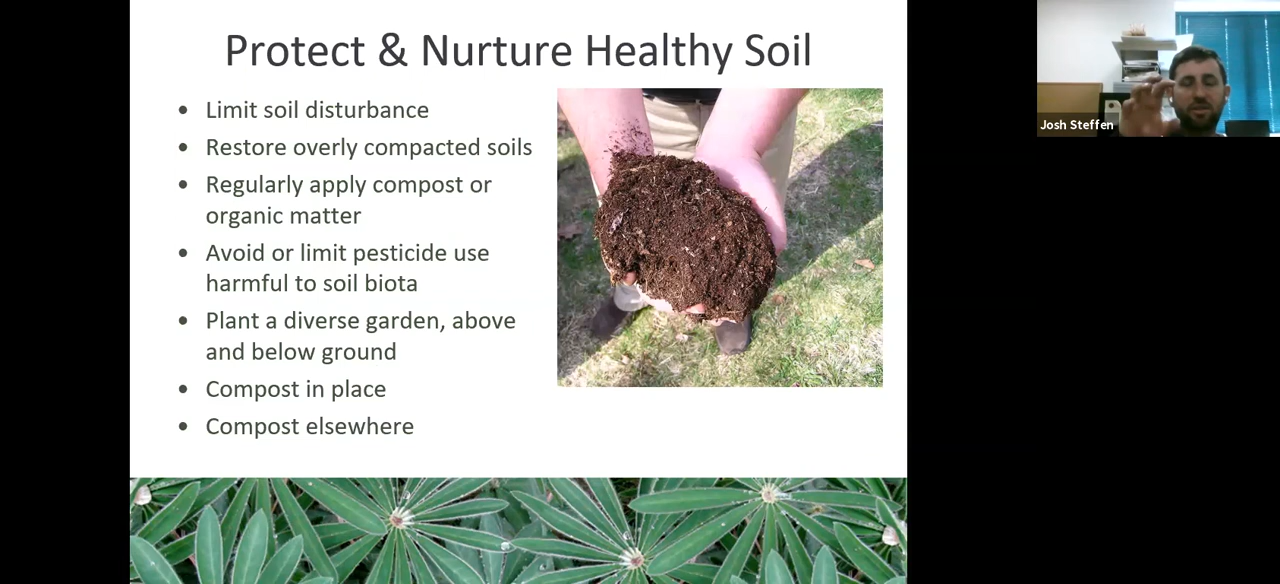 Protect & Nurture Healthy Soil
• Limit soil disturbance
• Restore overly compacted soils
• Regularly apply compost or
organic matter
• Avoid or limit pesticide use
harmful to soil biota
• Plant a diverse garden, above
and below ground
• Compost in place
• Compost elsewhere
Josh Steffen